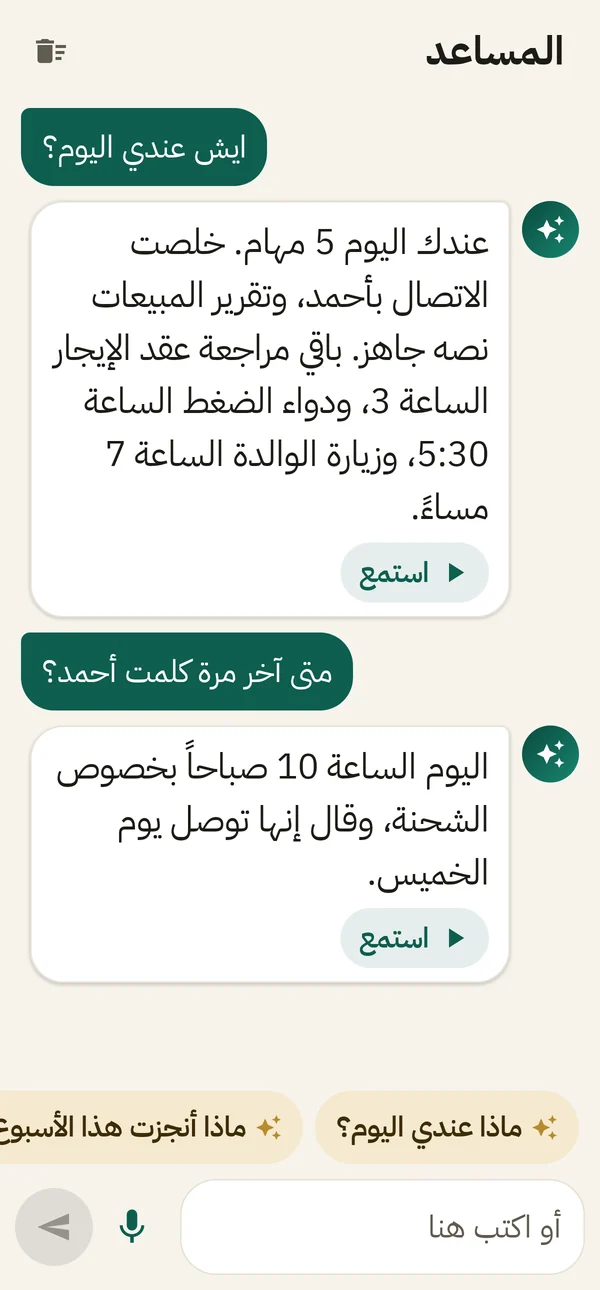 المساعد
ايش عندي اليوم؟
عندك اليوم 5 مهام. خلصت
الاتصال بأحمد، وتقرير المبيعات
نصه جاهز. باقي مراجعة عقد الإيجار
الساعة 3، ودواء الضغط الساعة
5:30، وزيارة الوالدة الساعة 7
مساءً.
استمع
متى آخر مرة كلمت أحمد؟
اليوم الساعة 10 صباحاً بخصوص
الشحنة، وقال إنها توصل يوم
الخميس.
استمع
ماذا عندي اليوم؟
ماذا أنجزت هذا الأسبوع
أو اكتب هنا